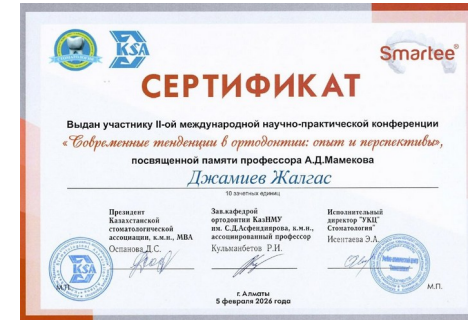 KSA
Smartee®
СЕРТИФИКАТ
Выдан участнику II-ой международной научно-практической конференции
«Современные тенденции в ортодонтии: опыт и перспективы»,
посвященной памяти профессора А.Д.Мамекова
Джамиев Жалгас
10 зачетных единиц
Президент
Казахстанской
стоматологической
ассоциации, к.м.н., МВА
Оспанова Д.С.
Зав.кафедрой
ортодонтии КазНМУ
им. С.Д.Асфендиярова, к.м.н.,
ассоциированный профессор
Кульманбетов Р.И.
Исполнительный
директор "УКЦ
Стоматология"
Исентаева Э.А.
KSA
М.П.
М.П.
г. Алматы
5 февраля 2026 года